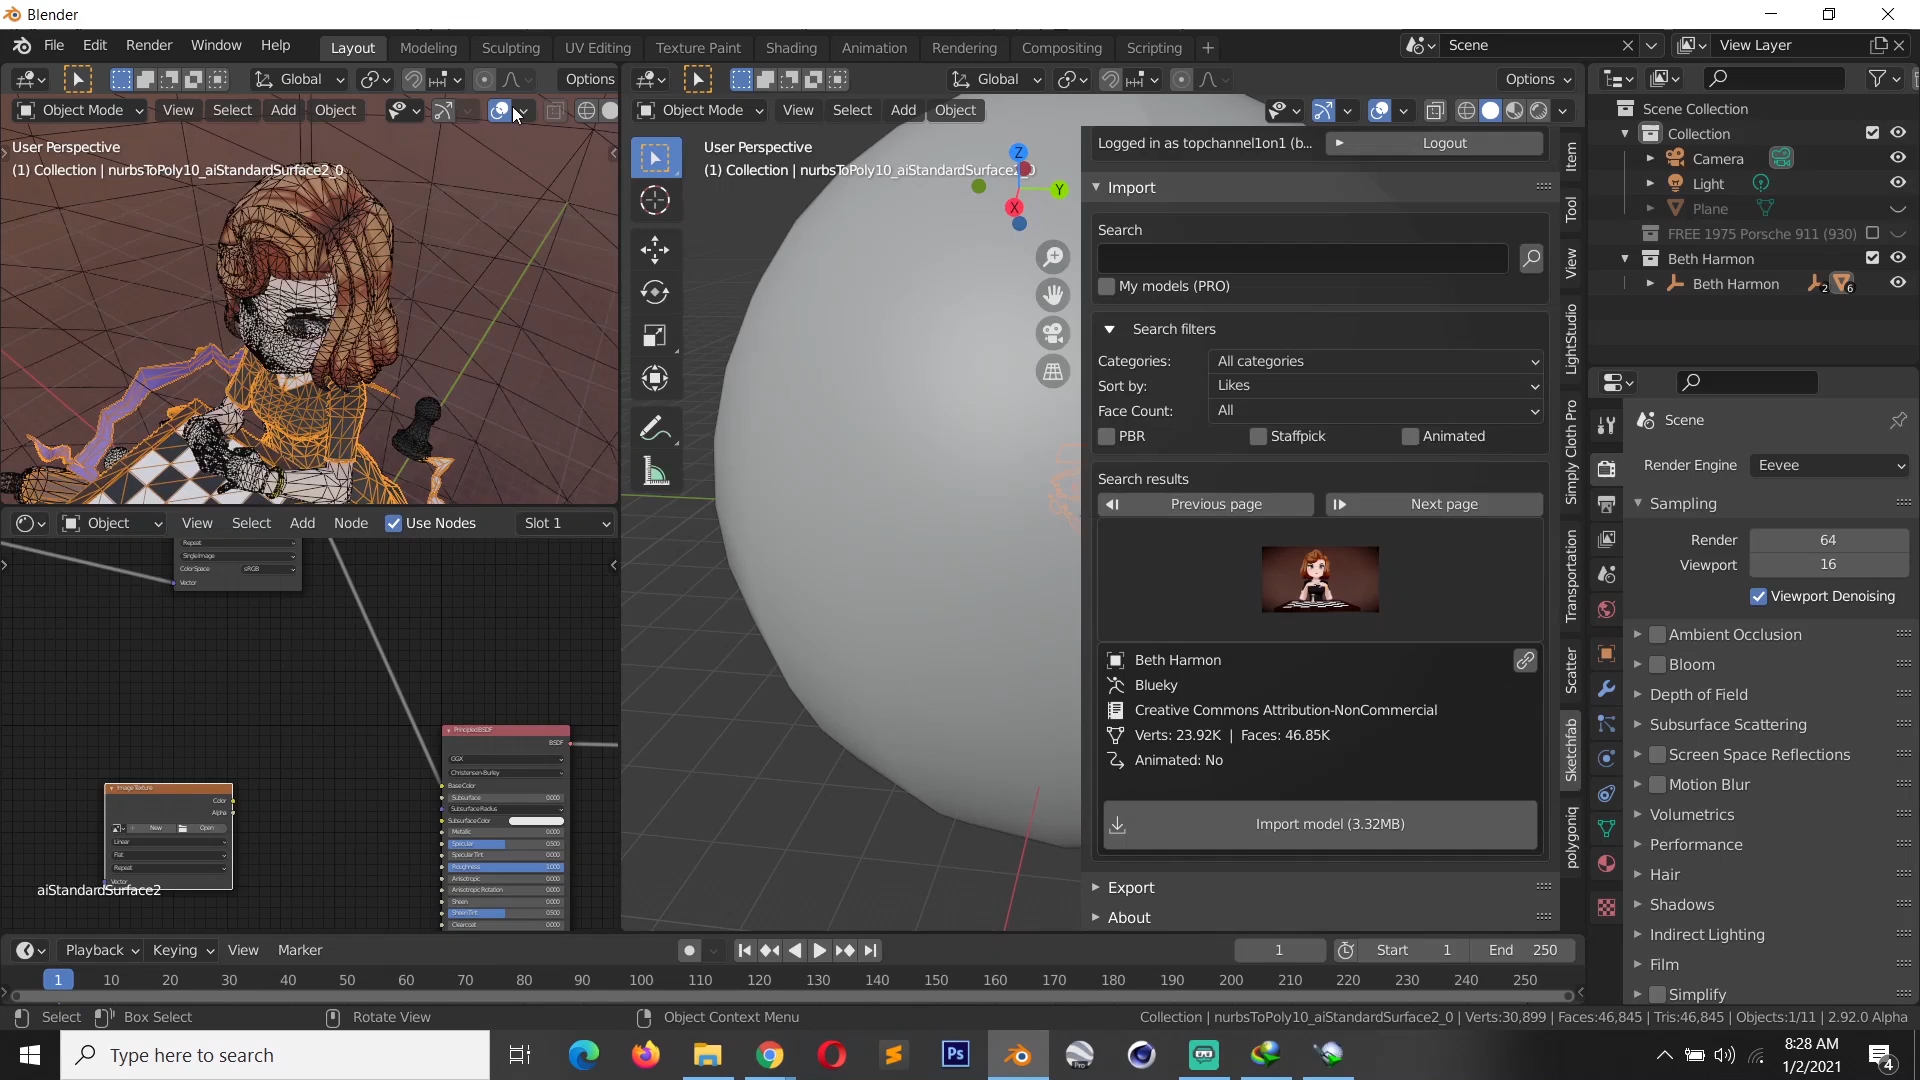 Blender
File Edit Render Window Help Layout Modeling Sculpting UV Editing Texture Paint Shading Animation Rendering Compositing Scripting + Scene View Layer
Global Options Global Options
Object Mode View Select Add Object Object Mode View Select Add Object
User Perspective
(1) Collection | nurbsToPoly10_aiStandardSurface2_0
User Perspective
(1) Collection | nurbsToPoly10_aiStandardSurface2_0
Z
Y
X
Logged in as topchannel1on1 (b... Logout
Import
Search
My models (PRO)
Search filters
Categories: All categories
Sort by: Likes
Face Count: All
PBR Staffpick Animated
Search results
Previous page Next page
Beth Harmon
Blueky
Creative Commons Attribution-NonCommercial
Verts: 23.92K | Faces: 46.85K
Animated: No
Import model (3.32MB)
Export
About
Item
Tool
View
LightStudio
Simply Cloth Pro
Transportation
Scatter
Sketchfab
polygoniq
Scene Collection
Collection
Camera
Light
Plane
FREE 1975 Porsche 911 (930)
Beth Harmon
Beth Harmon 2 6
Scene
Render Engine Eevee
Sampling
Render 64
Viewport 16
Viewport Denoising
Ambient Occlusion
Bloom
Depth of Field
Subsurface Scattering
Screen Space Reflections
Motion Blur
Volumetrics
Performance
Hair
Shadows
Indirect Lighting
Film
Simplify
Object View Select Add Node Use Nodes Slot 1
Repeat
Single Image
Color Space sRGB
Vector
Image Texture
Color
Alpha
New Open
Linear
Flat
Repeat
Vector
aiStandardSurface2
Principled BSDF
BSDF
GGX
Christensen-Burley
Base Color
Subsurface 0.000
Subsurface Radius
Subsurface Color
Metallic 0.000
Specular 0.500
Specular Tint 0.000
Roughness 1.000
Anisotropic 0.000
Anisotropic Rotation 0.000
Sheen 0.000
Sheen Tint 0.500
Clearcoat 0.000
Playback Keying View Marker 1 Start 1 End 250
1 10 20 30 40 50 60 70 80 90 100 110 120 130 140 150 160 170 180 190 200 210 220 230 240 250
Select Box Select Rotate View Object Context Menu Collection | nurbsToPoly10_aiStandardSurface2_0 | Verts:30,899 | Faces:46,845 | Tris:46,845 | Objects:1/11 | 2.92.0 Alpha
Type here to search
Ps
Pro
8:28 AM
1/2/2021
4